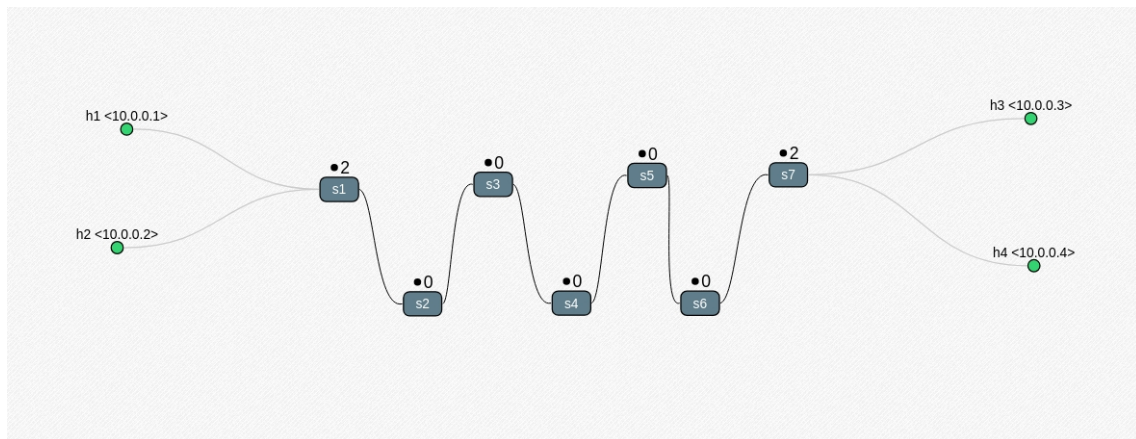 h1 <10.0.0.1>
h2 <10.0.0.2>
●2
s1
●0
s2
●0
s3
●0
s4
●0
s5
●0
s6
●2
s7
h3 <10.0.0.3>
h4 <10.0.0.4>